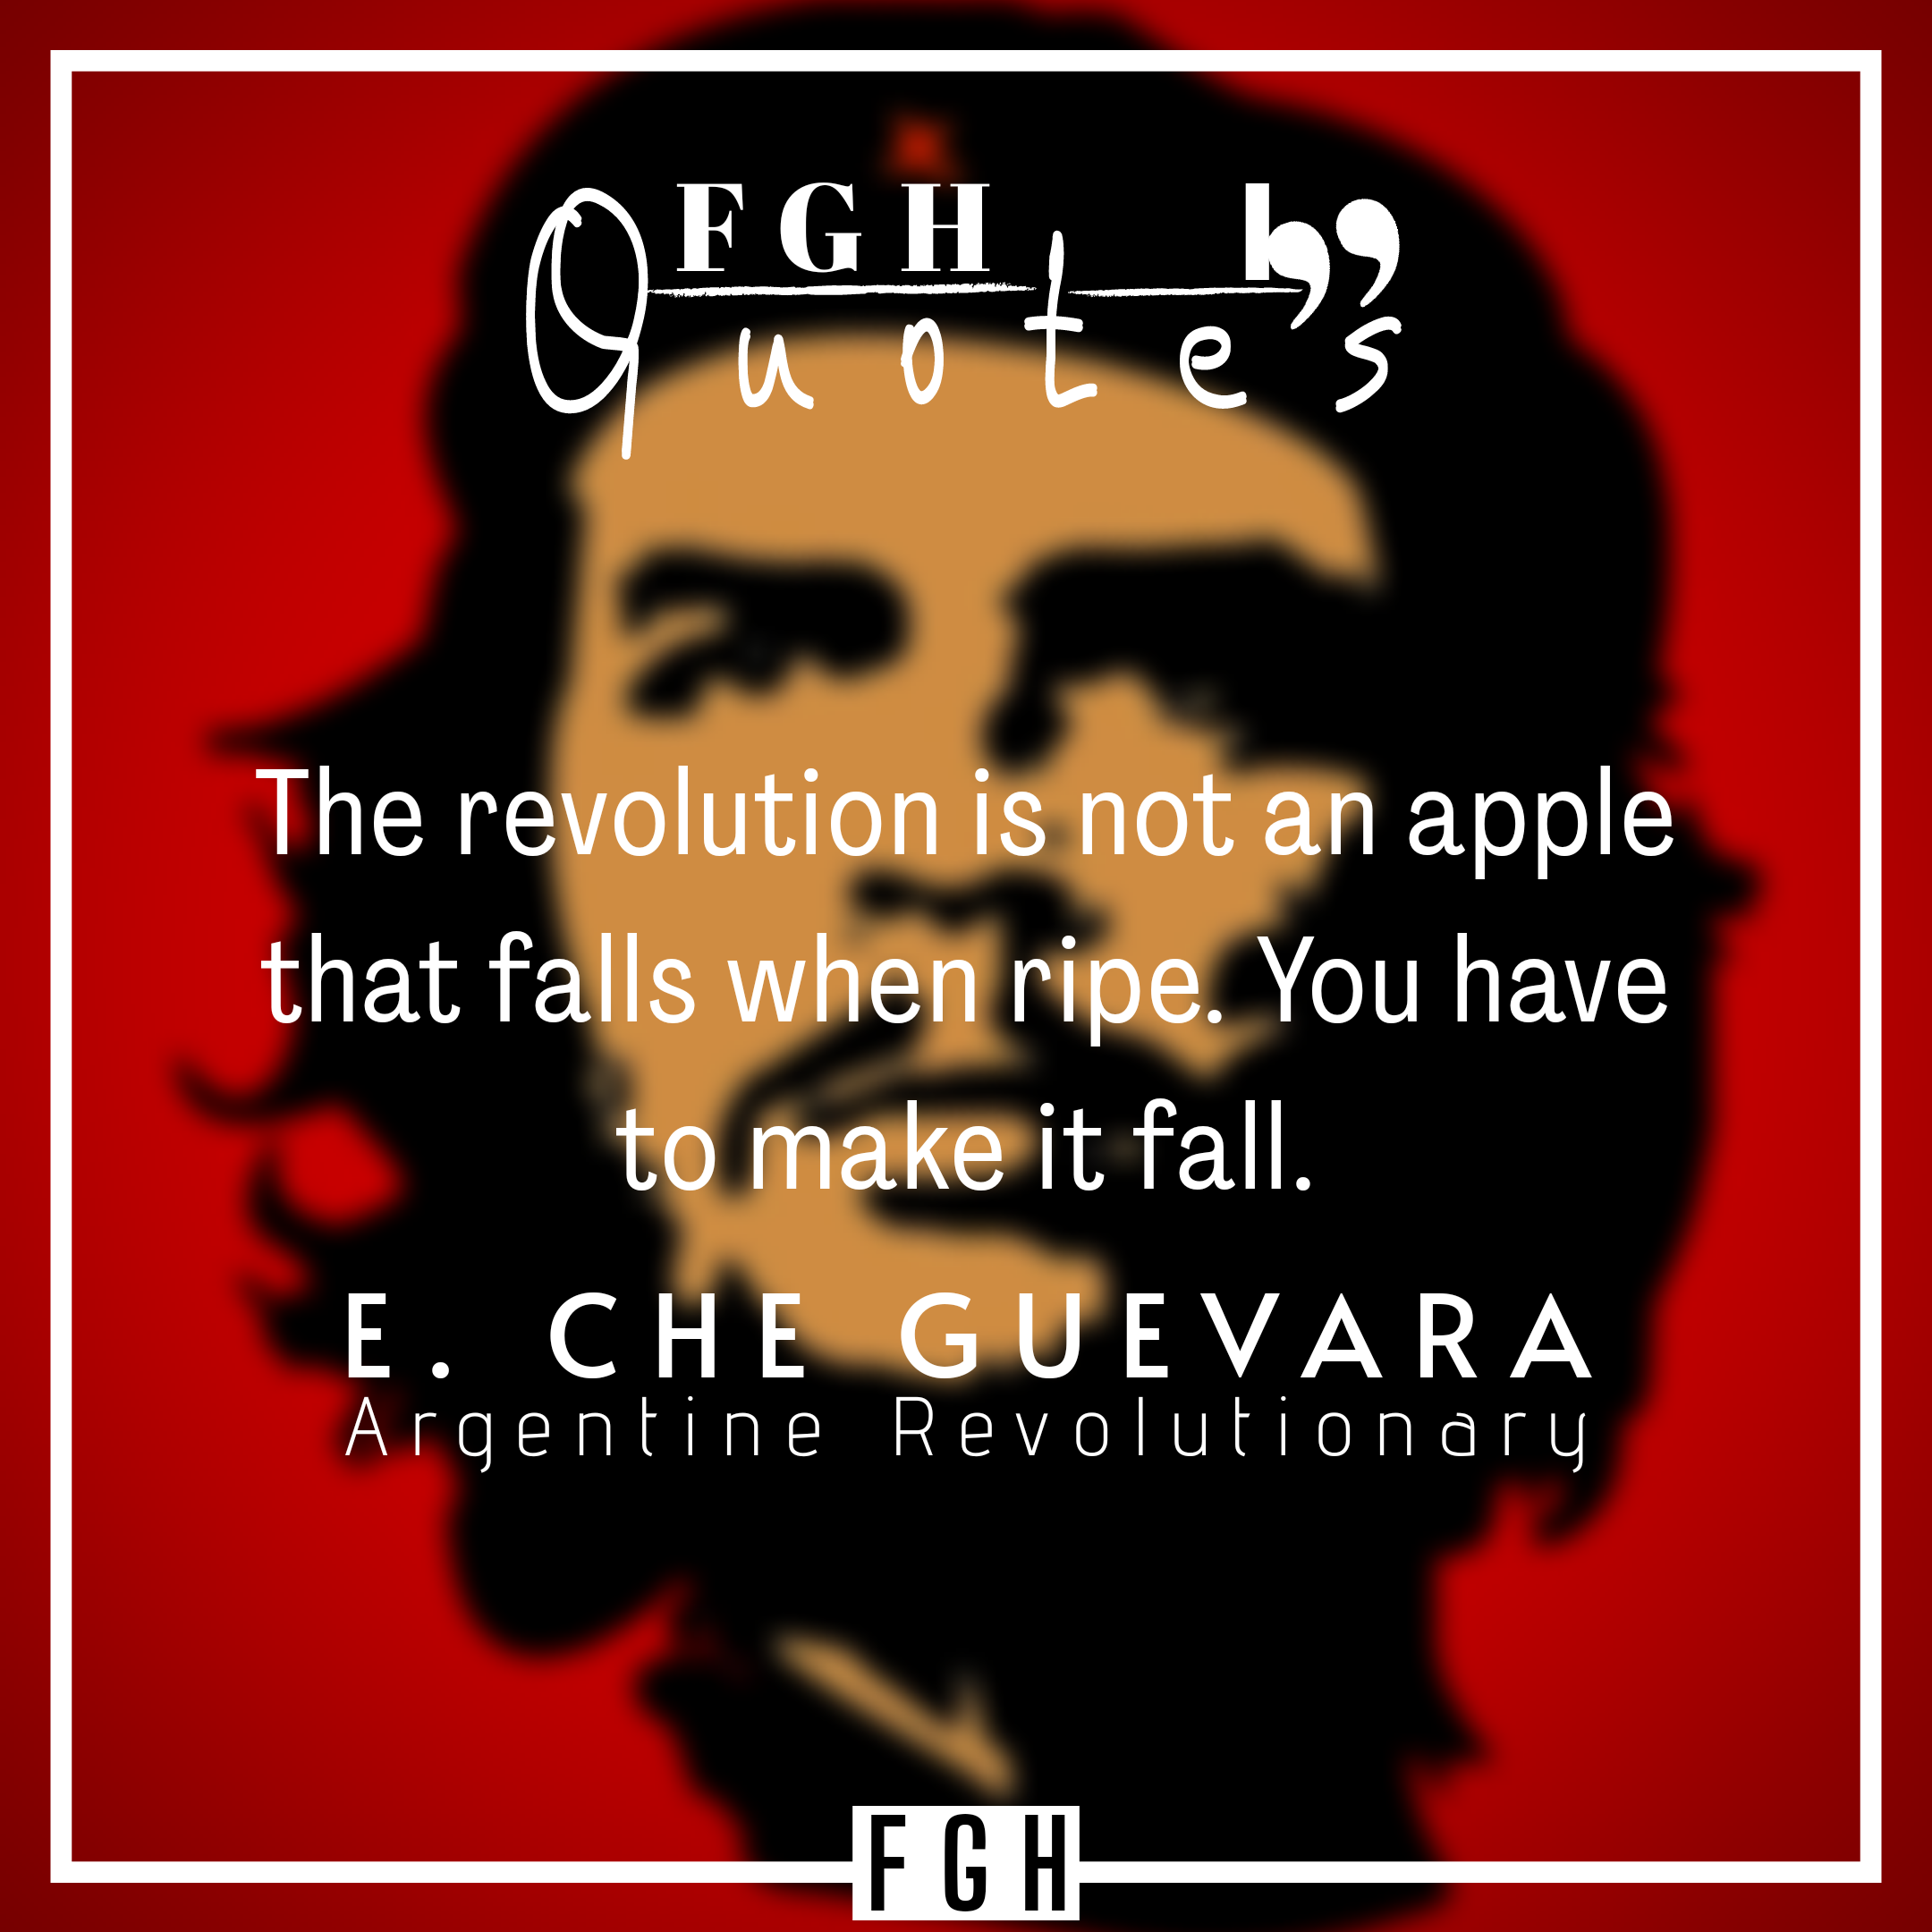 FGH
Quotes
The revolution is not an apple
that falls when ripe. You have
to make it fall.
E. CHE GUEVARA
Argentine Revolutionary
FGH